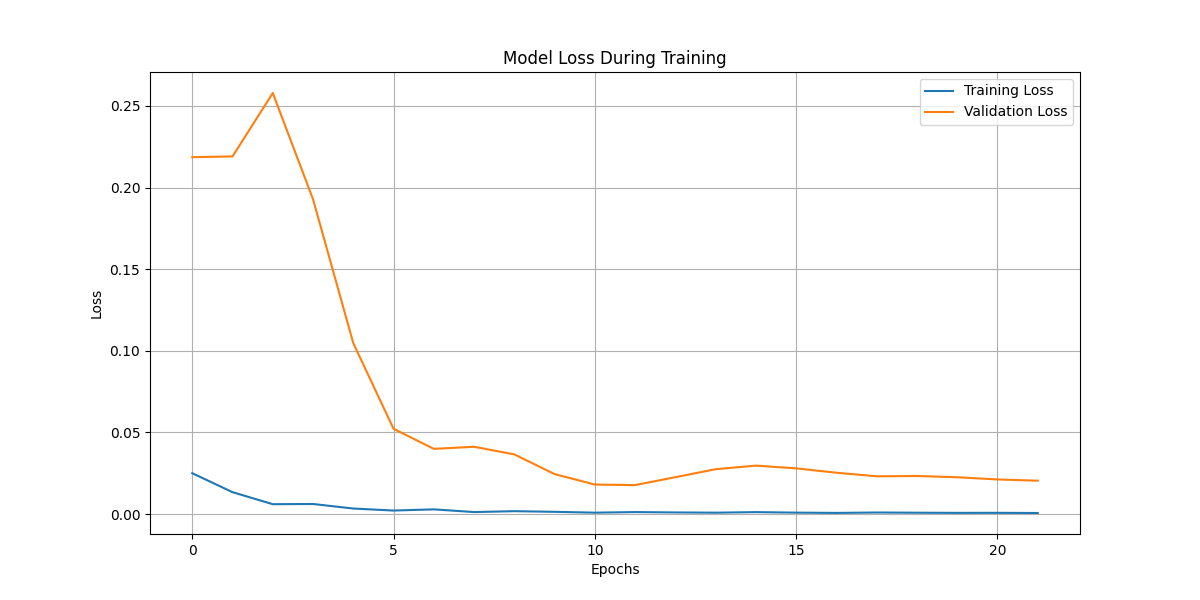 Model Loss During Training
Training Loss
Validation Loss
0.25
0.20
0.15
0.10
0.05
0.00
Loss
0 5 10 15 20
Epochs